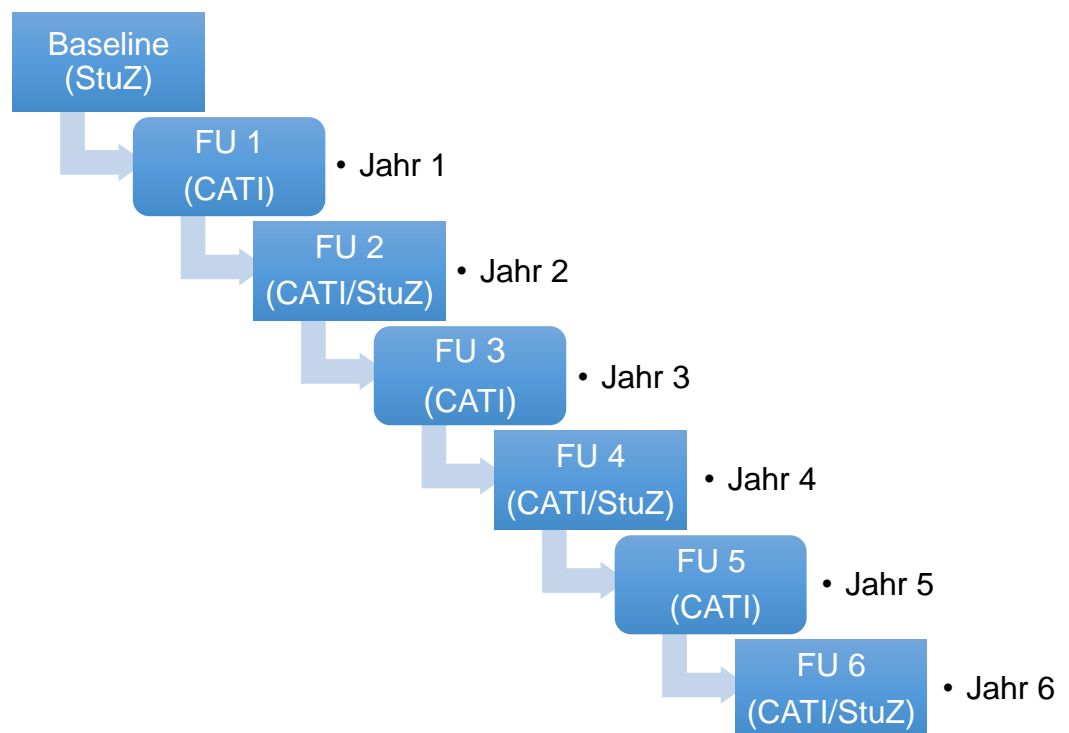 Baseline
(StuZ)
FU 1
(CATI)
• Jahr 1
FU 2
(CATI/StuZ)
• Jahr 2
FU 3
(CATI)
• Jahr 3
FU 4
(CATI/StuZ)
• Jahr 4
FU 5
(CATI)
• Jahr 5
FU 6
(CATI/StuZ)
• Jahr 6